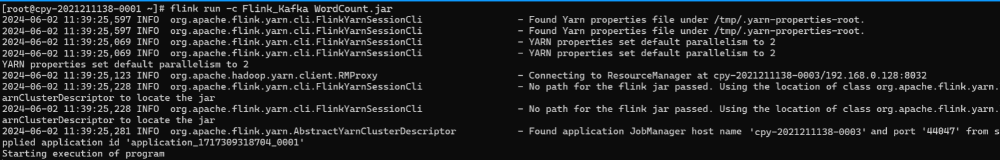 [root@cpy-2021211138-0001 ~]# flink run -c Flink_Kafka WordCount.jar
2024-06-02 11:39:25,597 INFO  org.apache.flink.yarn.cli.FlinkYarnSessionCli                 - Found Yarn properties file under /tmp/.yarn-properties-root.
2024-06-02 11:39:25,597 INFO  org.apache.flink.yarn.cli.FlinkYarnSessionCli                 - Found Yarn properties file under /tmp/.yarn-properties-root.
2024-06-02 11:39:25,069 INFO  org.apache.flink.yarn.cli.FlinkYarnSessionCli                 - YARN properties set default parallelism to 2
2024-06-02 11:39:25,069 INFO  org.apache.flink.yarn.cli.FlinkYarnSessionCli                 - YARN properties set default parallelism to 2
YARN properties set default parallelism to 2
2024-06-02 11:39:25,123 INFO  org.apache.hadoop.yarn.client.RMProxy                         - Connecting to ResourceManager at cpy-2021211138-0003/192.168.0.128:8032
2024-06-02 11:39:25,228 INFO  org.apache.flink.yarn.cli.FlinkYarnSessionCli                 - No path for the flink jar passed. Using the location of class org.apache.flink.yarn.
arnClusterDescriptor to locate the jar
2024-06-02 11:39:25,228 INFO  org.apache.flink.yarn.cli.FlinkYarnSessionCli                 - No path for the flink jar passed. Using the location of class org.apache.flink.yarn.
arnClusterDescriptor to locate the jar
2024-06-02 11:39:25,281 INFO  org.apache.flink.yarn.AbstractYarnClusterDescriptor           - Found application JobManager host name 'cpy-2021211138-0003' and port '44047' from s
pplied application id 'application_1717309318704_0001'
Starting execution of program